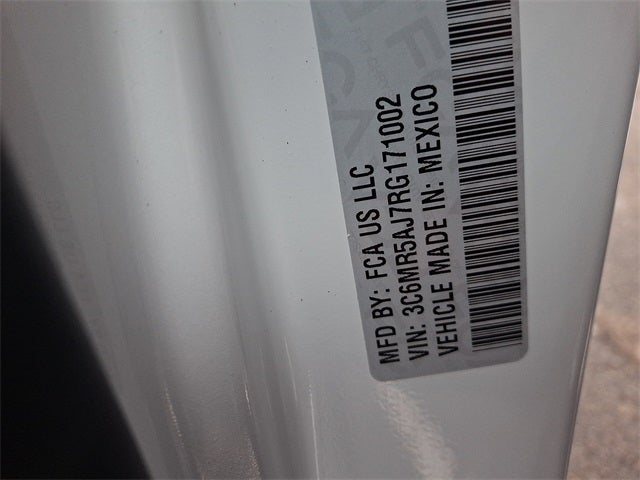 MFD BY: FCA US LLC
VIN: 3C6MR5AJ7RG171002
VEHICLE MADE IN: MEXICO